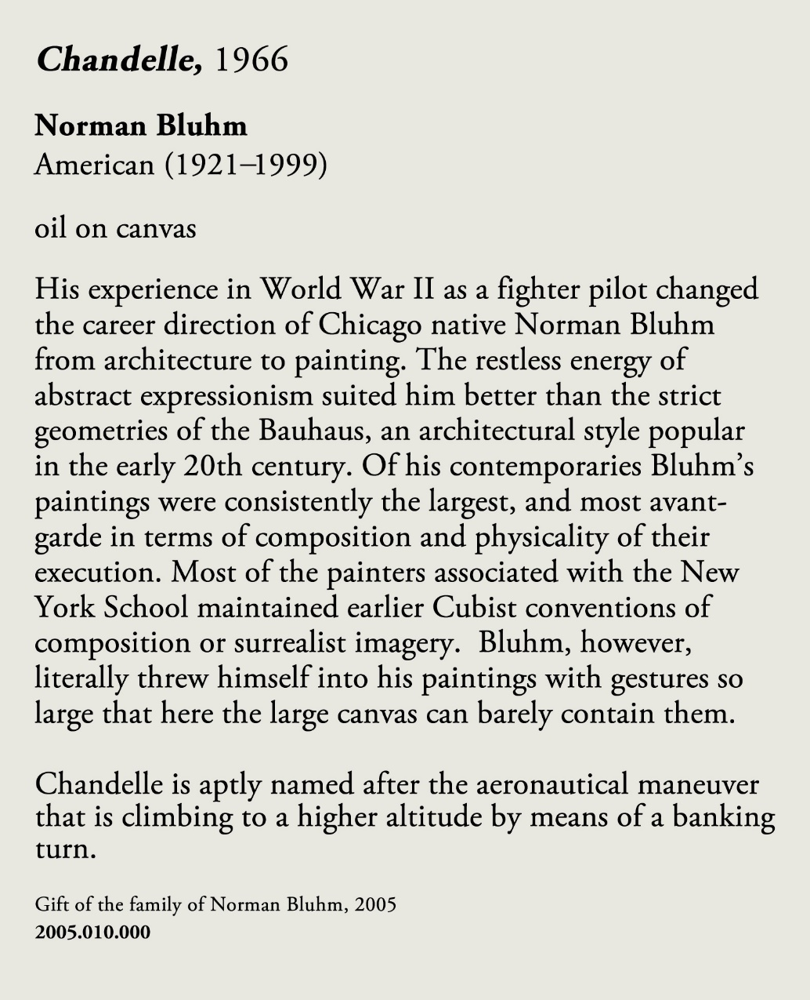 Chandelle, 1966
Norman Bluhm
American (1921–1999)
oil on canvas
His experience in World War II as a fighter pilot changed
the career direction of Chicago native Norman Bluhm
from architecture to painting. The restless energy of
abstract expressionism suited him better than the strict
geometries of the Bauhaus, an architectural style popular
in the early 20th century. Of his contemporaries Bluhm’s
paintings were consistently the largest, and most avant-
garde in terms of composition and physicality of their
execution. Most of the painters associated with the New
York School maintained earlier Cubist conventions of
composition or surrealist imagery.  Bluhm, however,
literally threw himself into his paintings with gestures so
large that here the large canvas can barely contain them.
Chandelle is aptly named after the aeronautical maneuver
that is climbing to a higher altitude by means of a banking
turn.
Gift of the family of Norman Bluhm, 2005
2005.010.000